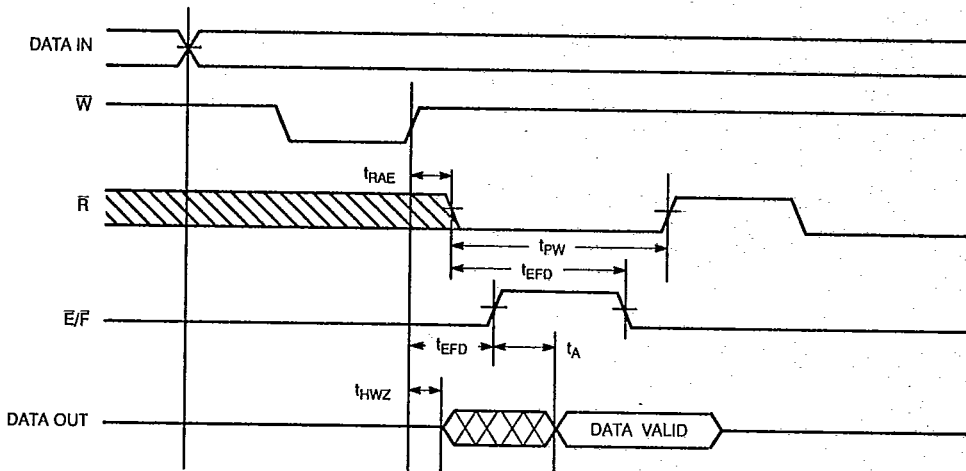 DATA IN
W̅
tRAE
R̅
tPW
tEFD
E̅/F̅
tEFD
tA
tHWZ
DATA OUT
DATA VALID